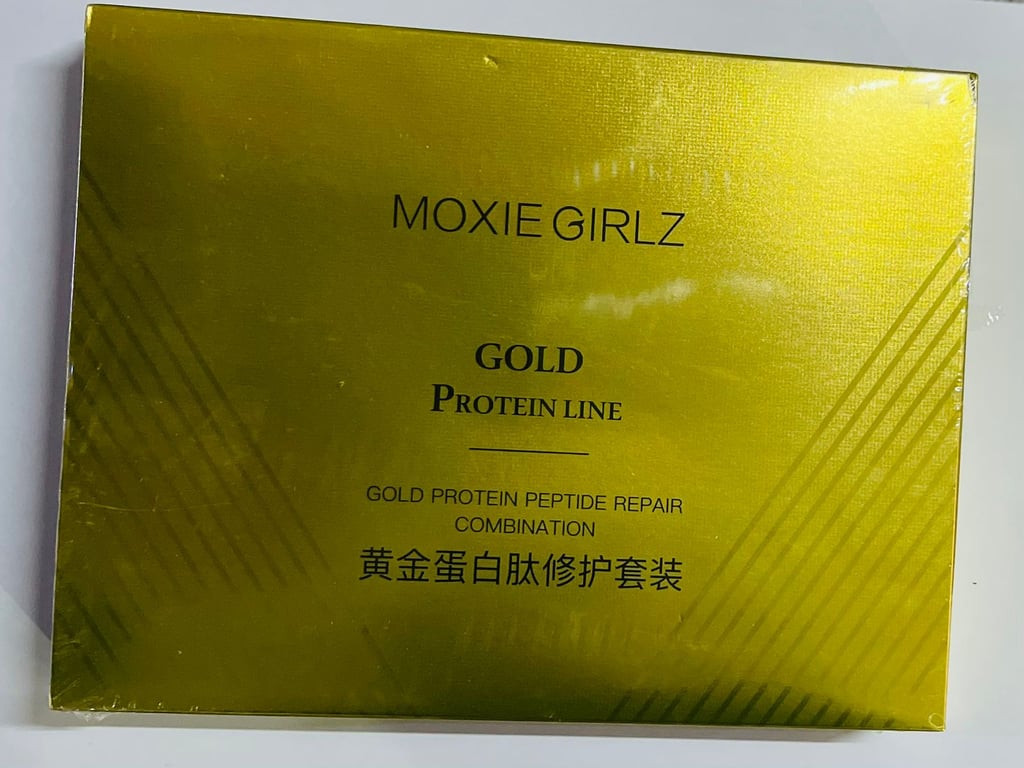 MOXIE GIRLZ
GOLD
PROTEIN LINE
GOLD PROTEIN PEPTIDE REPAIR
COMBINATION
黄金蛋白肽修护套装